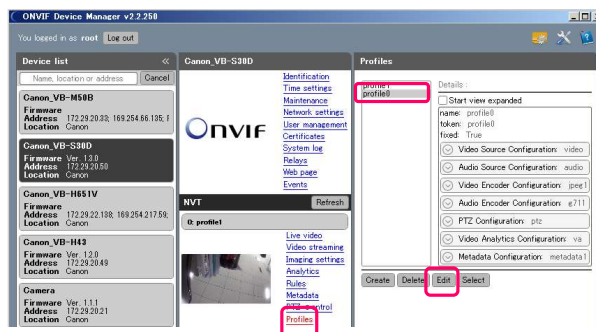 ONVIF Device Manager v2.2.250
You logged in as root Log out
Device list «
Name, location or address Cancel
Canon_VB-M50B
Firmware
Address 172.29.20.33; 169.254.66.135; F
Location Canon
Canon_VB-S30D
Firmware Ver. 1.3.0
Address 172.29.20.50
Location Canon
Canon_VB-H651V
Firmware
Address 172.29.22.138; 169.254.217.59;
Location Canon
Canon_VB-H43
Firmware Ver. 1.2.0
Address 172.29.20.49
Location Canon
Camera
Firmware Ver. 1.1.1
Address 172.29.20.21
Location Canon
Canon_VB-S30D
ONVIF
Identification
Time settings
Maintenance
Network settings
User management
Certificates
System log
Relays
Web page
Events
NVT Refresh
0: profile1
Live video
Video streaming
Imaging settings
Analytics
Rules
Metadata
PTZ control
Profiles
Profiles
profile1
profile0
Details :
Start view expanded
name: profile0
token: profile0
fixed: True
Video Source Configuration: video
Audio Source Configuration: audio
Video Encoder Configuration: jpeg1
Audio Encoder Configuration: g711
PTZ Configuration: ptz
Video Analytics Configuration: va
Metadata Configuration: metadata1
Create Delete Edit Select